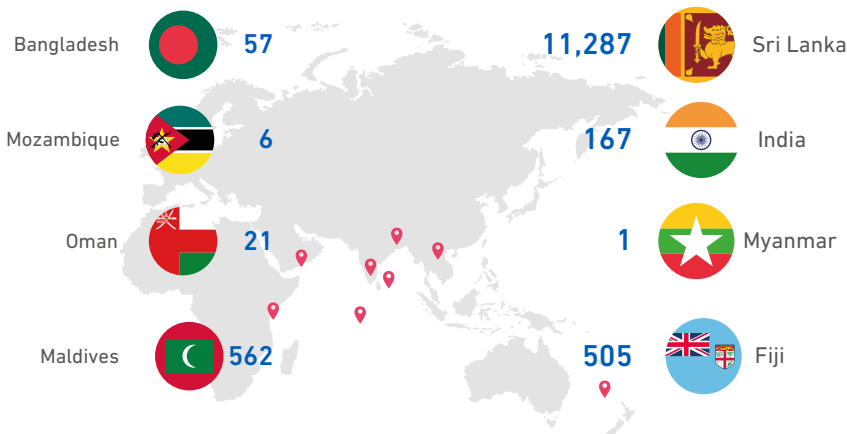 Bangladesh 57 11,287 Sri Lanka
Mozambique 6 167 India
Oman 21 1 Myanmar
Maldives 562 505 Fiji